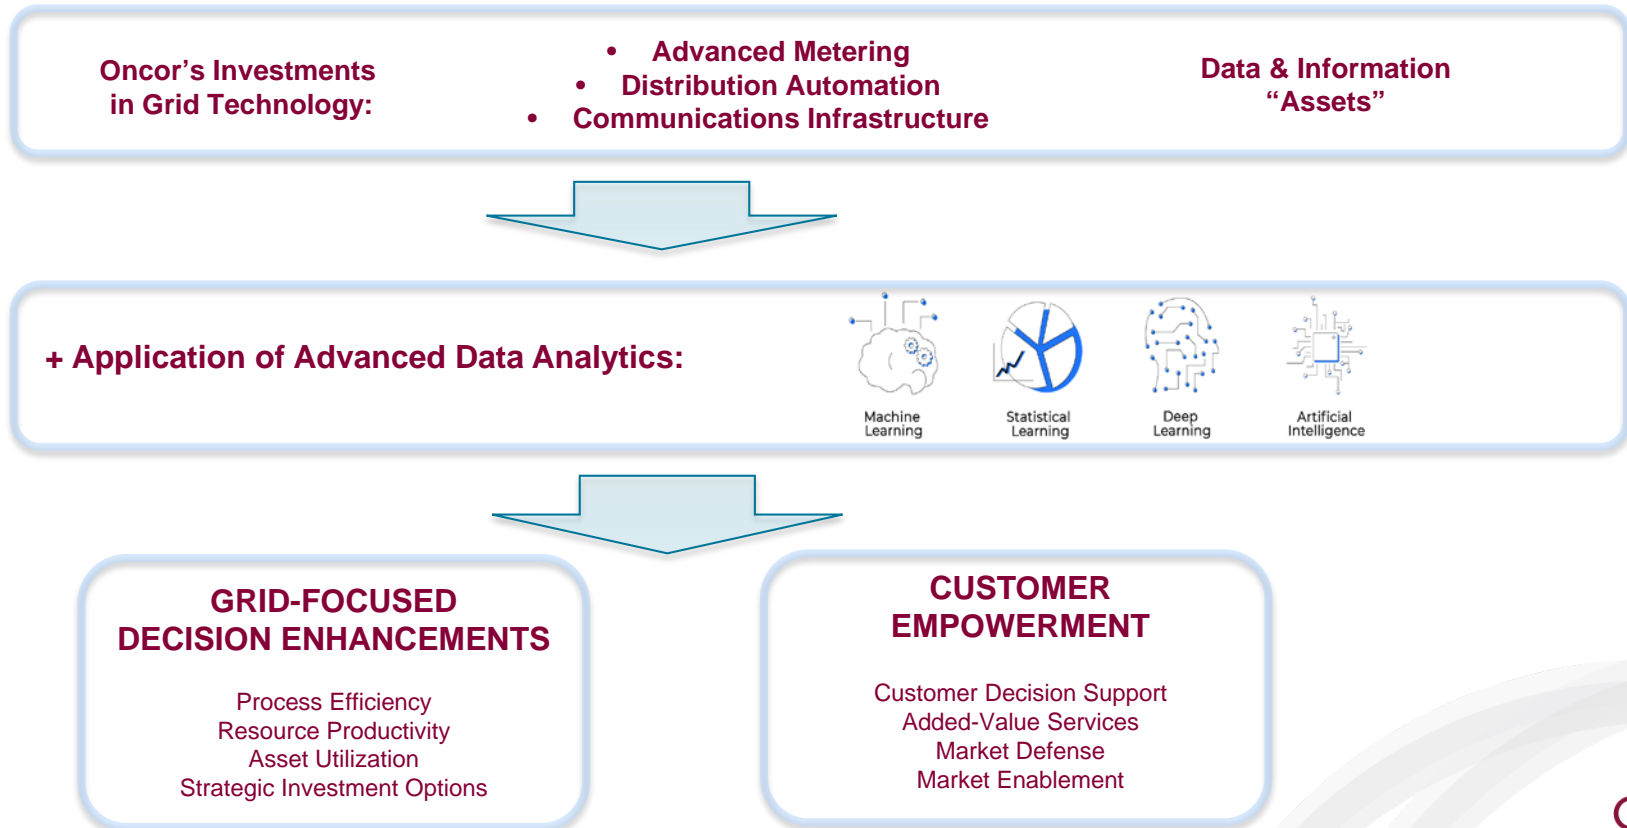 Oncor’s Investments
in Grid Technology:
• Advanced Metering
• Distribution Automation
• Communications Infrastructure
Data & Information
“Assets”
+ Application of Advanced Data Analytics:
Machine
Learning
Statistical
Learning
Deep
Learning
Artificial
Intelligence
GRID-FOCUSED
DECISION ENHANCEMENTS
Process Efficiency
Resource Productivity
Asset Utilization
Strategic Investment Options
CUSTOMER
EMPOWERMENT
Customer Decision Support
Added-Value Services
Market Defense
Market Enablement